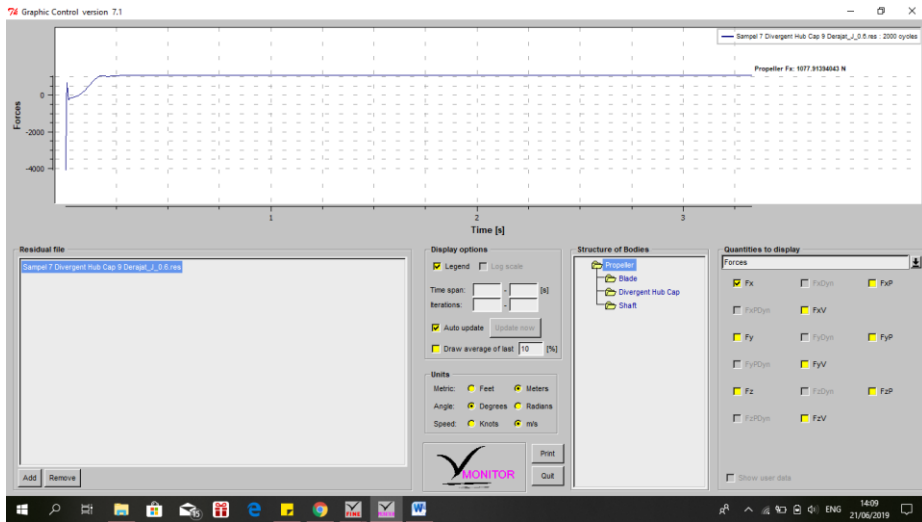 Graphic Control version 7.1
Sampel 7 Divergent Hub Cap 9 Derajat_J_0.6.res : 2000 cycles
Propeller Fx: 1077.91394043 N
Forces
0
-2000
-4000
1
2
3
Time [s]
Residual file
Sampel 7 Divergent Hub Cap 9 Derajat_J_0.6.res
Add
Remove
Display options
Legend
Log scale
Time span:
-
[s]
Iterations:
-
Auto update
Update now
Draw average of last
10
[%]
Units
Metric:
Feet
Meters
Angle:
Degrees
Radians
Speed:
Knots
m/s
MONITOR
Print
Quit
Structure of Bodies
Propeller
Blade
Divergent Hub Cap
Shaft
Quantities to display
Forces
Fx
FxDyn
FxP
FxPDyn
FxV
Fy
FyDyn
FyP
FyPDyn
FyV
Fz
FzDyn
FzP
FzPDyn
FzV
Show user data
ENG
14:09
21/06/2019